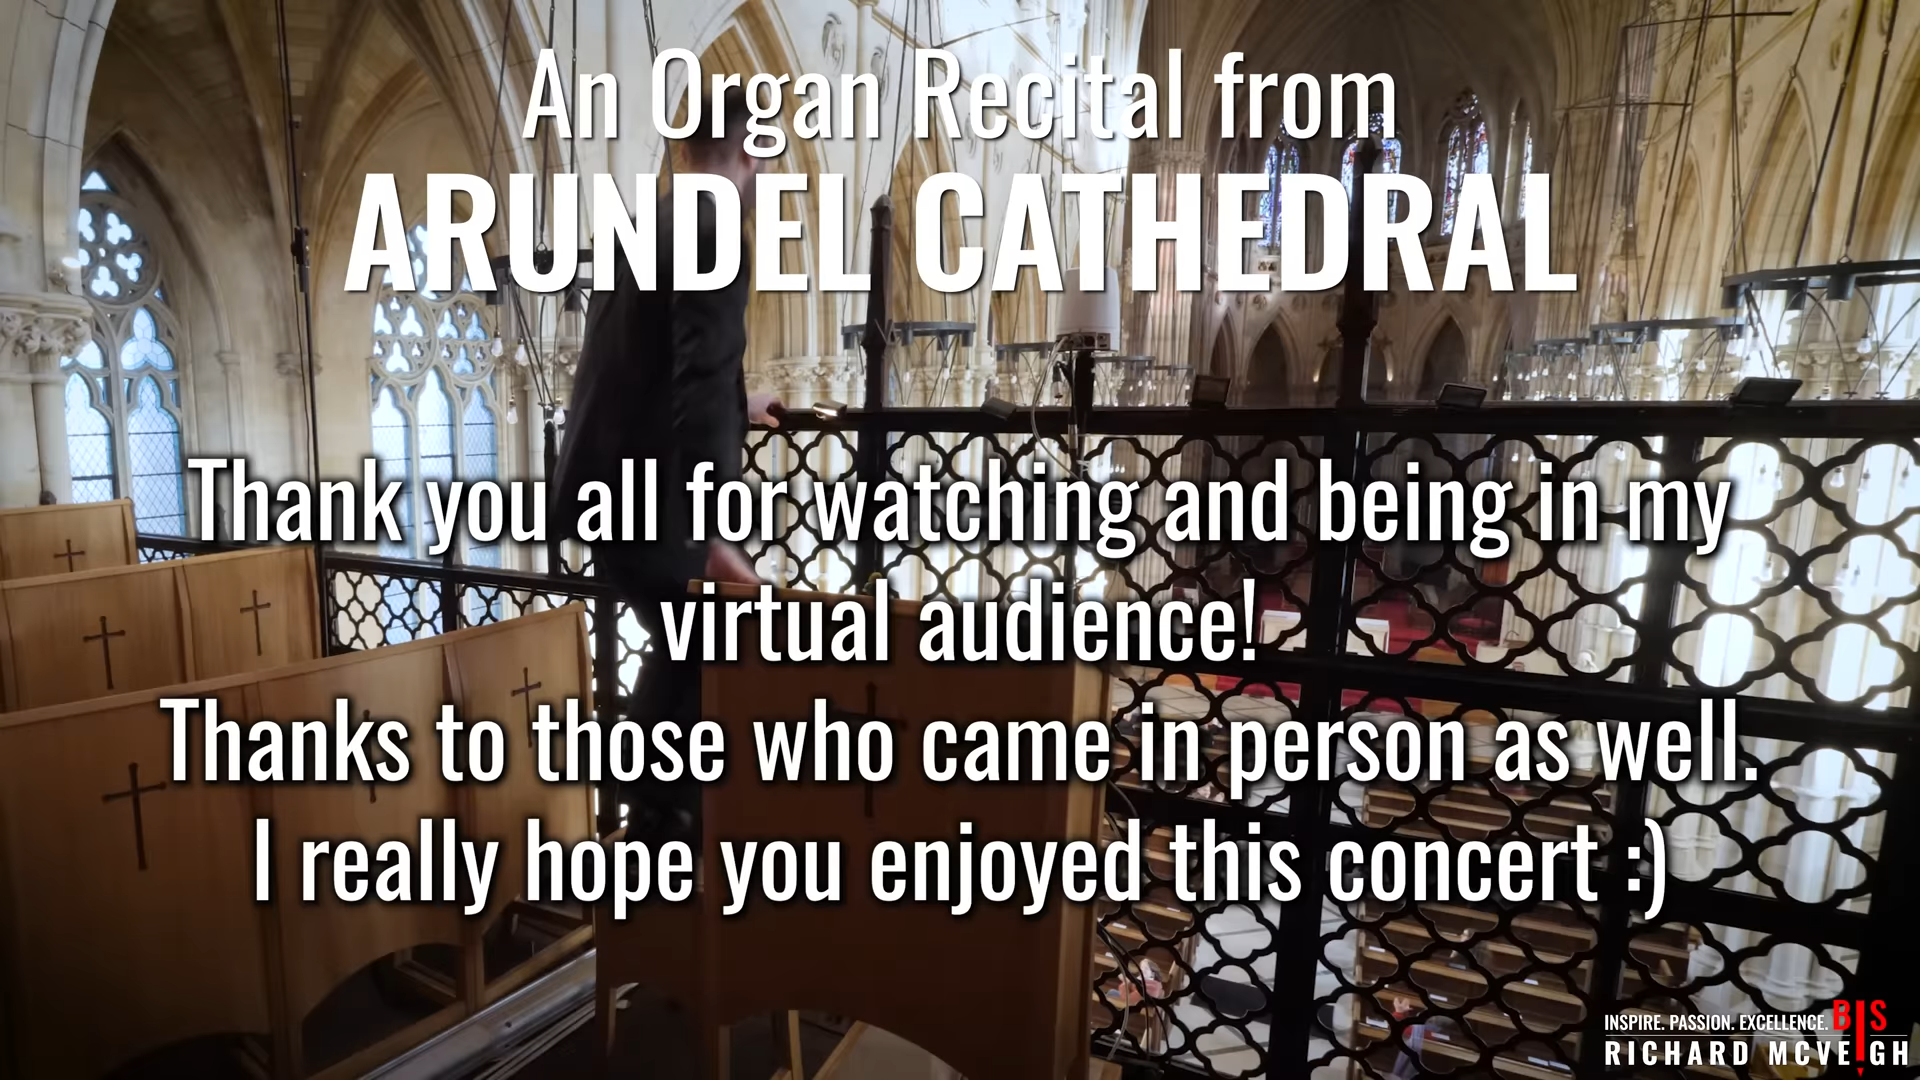 An Organ Recital from
ARUNDEL CATHEDRAL
Thank you all for watching and being in my
virtual audience!
Thanks to those who came in person as well.
I really hope you enjoyed this concert :)
INSPIRE. PASSION. EXCELLENCE. BIS
RICHARD MCVEIGH